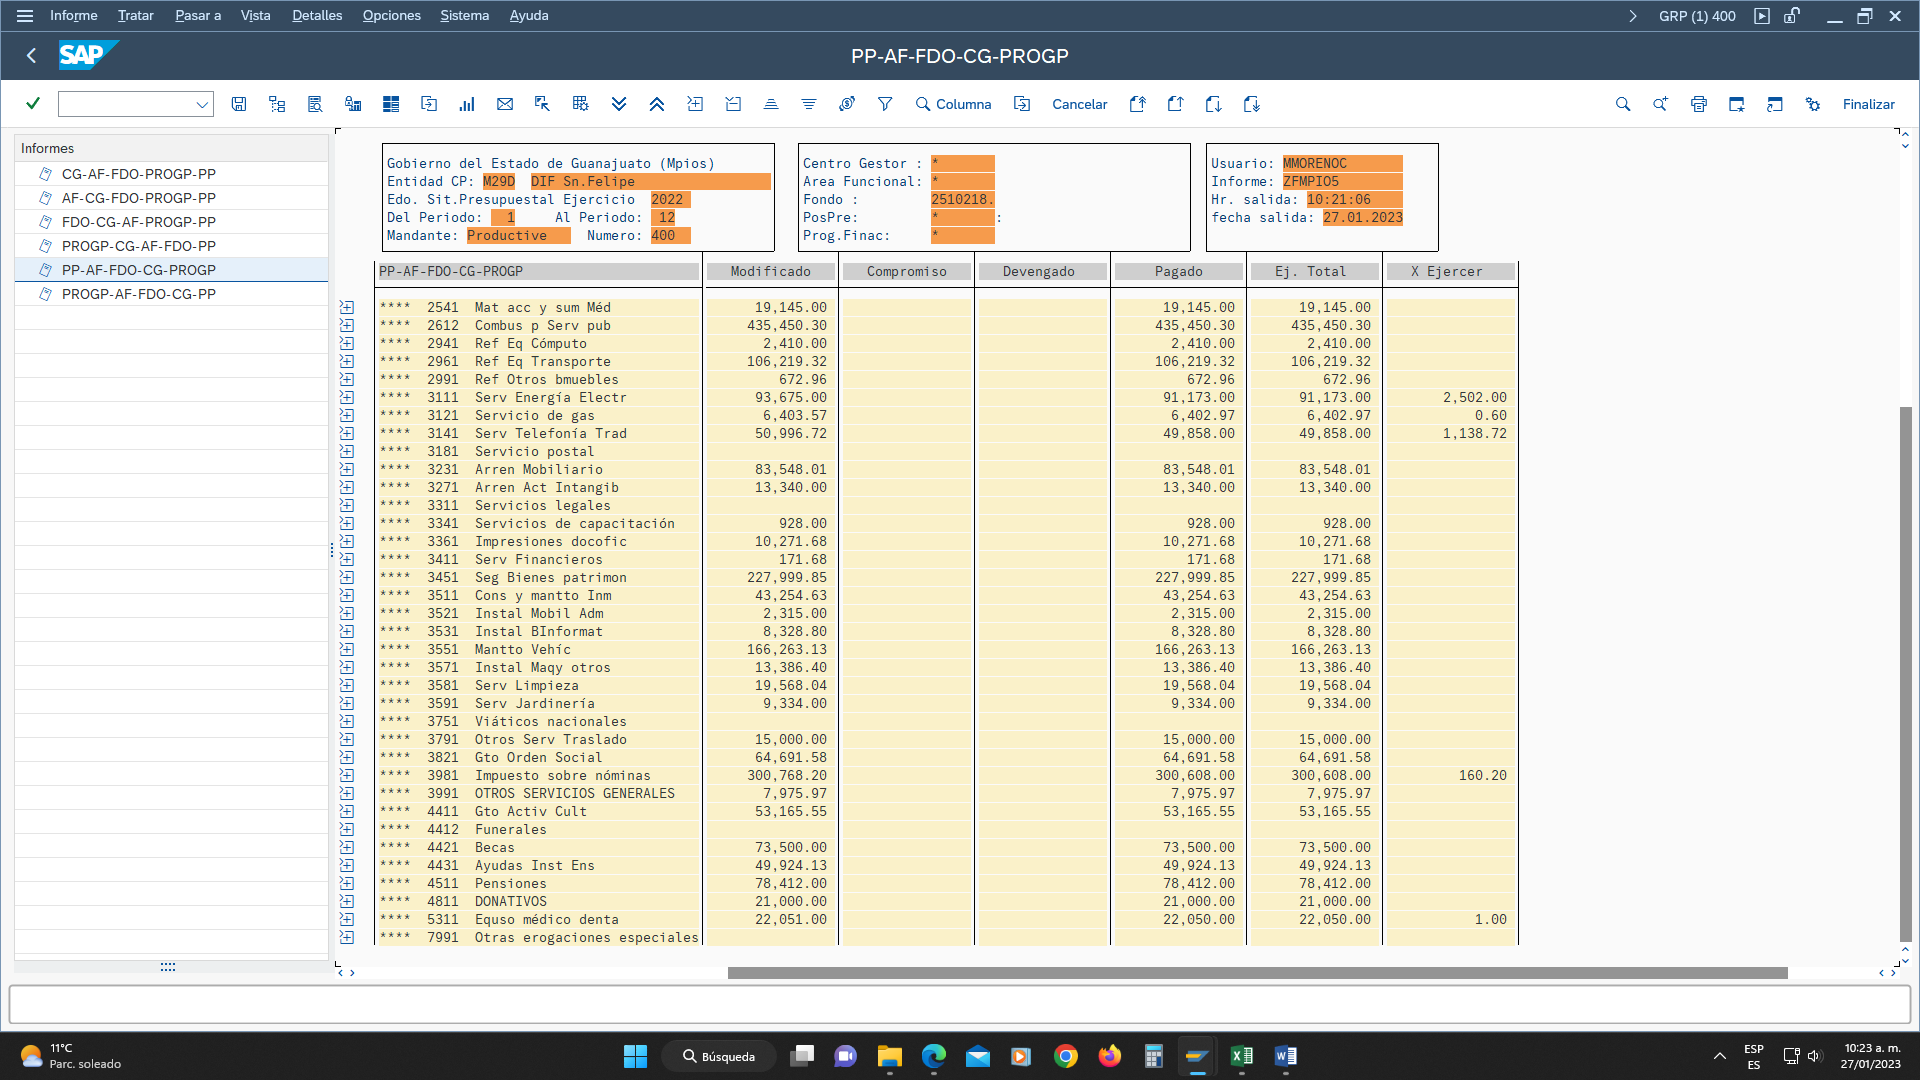 Informe Tratar Pasar a Vista Detalles Opciones Sistema Ayuda GRP (1) 400
SAP PP-AF-FDO-CG-PROGP
Columna Cancelar Finalizar
Informes
CG-AF-FDO-PROGP-PP
AF-CG-FDO-PROGP-PP
FDO-CG-AF-PROGP-PP
PROGP-CG-AF-FDO-PP
PP-AF-FDO-CG-PROGP
PROGP-AF-FDO-CG-PP
Gobierno del Estado de Guanajuato (Mpios)
Entidad CP: M29D DIF Sn.Felipe
Edo. Sit.Presupuestal Ejercicio 2022
Del Periodo: 1 Al Periodo: 12
Mandante: Productive Numero: 400
Centro Gestor : *
Area Funcional: *
Fondo : 2510218.
PosPre: * :
Prog.Finac: *
Usuario: MMORENOC
Informe: ZFMPIO5
Hr. salida: 10:21:06
fecha salida: 27.01.2023
PP-AF-FDO-CG-PROGP Modificado Compromiso Devengado Pagado Ej. Total X Ejercer
**** 2541 Mat acc y sum Méd 19,145.00 19,145.00 19,145.00
**** 2612 Combus p Serv pub 435,450.30 435,450.30 435,450.30
**** 2941 Ref Eq Cómputo 2,410.00 2,410.00 2,410.00
**** 2961 Ref Eq Transporte 106,219.32 106,219.32 106,219.32
**** 2991 Ref Otros bmuebles 672.96 672.96 672.96
**** 3111 Serv Energía Electr 93,675.00 91,173.00 91,173.00 2,502.00
**** 3121 Servicio de gas 6,403.57 6,402.97 6,402.97 0.60
**** 3141 Serv Telefonía Trad 50,996.72 49,858.00 49,858.00 1,138.72
**** 3181 Servicio postal
**** 3231 Arren Mobiliario 83,548.01 83,548.01 83,548.01
**** 3271 Arren Act Intangib 13,340.00 13,340.00 13,340.00
**** 3311 Servicios legales
**** 3341 Servicios de capacitación 928.00 928.00 928.00
**** 3361 Impresiones docofic 10,271.68 10,271.68 10,271.68
**** 3411 Serv Financieros 171.68 171.68 171.68
**** 3451 Seg Bienes patrimon 227,999.85 227,999.85 227,999.85
**** 3511 Cons y mantto Inm 43,254.63 43,254.63 43,254.63
**** 3521 Instal Mobil Adm 2,315.00 2,315.00 2,315.00
**** 3531 Instal BInformat 8,328.80 8,328.80 8,328.80
**** 3551 Mantto Vehíc 166,263.13 166,263.13 166,263.13
**** 3571 Instal Maqy otros 13,386.40 13,386.40 13,386.40
**** 3581 Serv Limpieza 19,568.04 19,568.04 19,568.04
**** 3591 Serv Jardinería 9,334.00 9,334.00 9,334.00
**** 3751 Viáticos nacionales
**** 3791 Otros Serv Traslado 15,000.00 15,000.00 15,000.00
**** 3821 Gto Orden Social 64,691.58 64,691.58 64,691.58
**** 3981 Impuesto sobre nóminas 300,768.20 300,608.00 300,608.00 160.20
**** 3991 OTROS SERVICIOS GENERALES 7,975.97 7,975.97 7,975.97
**** 4411 Gto Activ Cult 53,165.55 53,165.55 53,165.55
**** 4412 Funerales
**** 4421 Becas 73,500.00 73,500.00 73,500.00
**** 4431 Ayudas Inst Ens 49,924.13 49,924.13 49,924.13
**** 4511 Pensiones 78,412.00 78,412.00 78,412.00
**** 4811 DONATIVOS 21,000.00 21,000.00 21,000.00
**** 5311 Equso médico denta 22,051.00 22,050.00 22,050.00 1.00
**** 7991 Otras erogaciones especiales
11°C
Parc. soleado
Búsqueda
ESP
ES
10:23 a. m.
27/01/2023